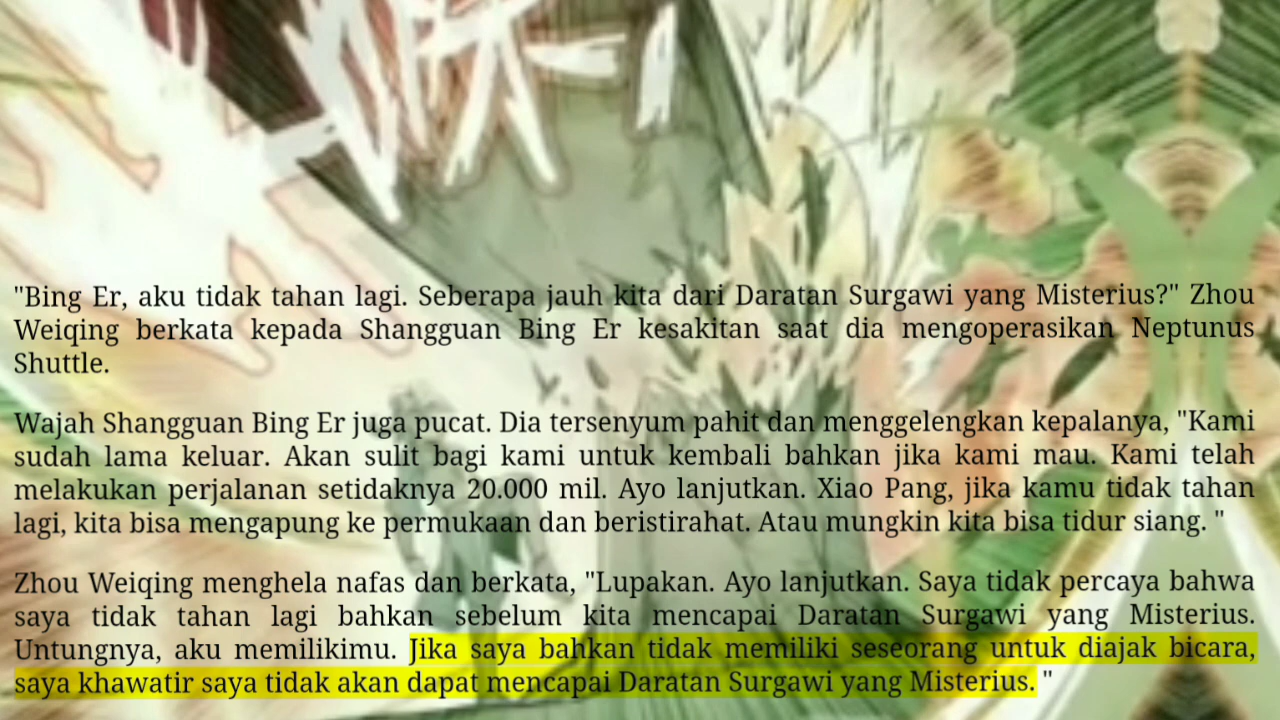 "Bing Er, aku tidak tahan lagi. Seberapa jauh kita dari Daratan Surgawi yang Misterius?" Zhou
Weiqing berkata kepada Shangguan Bing Er kesakitan saat dia mengoperasikan Neptunus
Shuttle.
Wajah Shangguan Bing Er juga pucat. Dia tersenyum pahit dan menggelengkan kepalanya, "Kami
sudah lama keluar. Akan sulit bagi kami untuk kembali bahkan jika kami mau. Kami telah
melakukan perjalanan setidaknya 20.000 mil. Ayo lanjutkan. Xiao Pang, jika kamu tidak tahan
lagi, kita bisa mengapung ke permukaan dan beristirahat. Atau mungkin kita bisa tidur siang. "
Zhou Weiqing menghela nafas dan berkata, "Lupakan. Ayo lanjutkan. Saya tidak percaya bahwa
saya tidak tahan lagi bahkan sebelum kita mencapai Daratan Surgawi yang Misterius.
Untungnya, aku memilikimu. Jika saya bahkan tidak memiliki seseorang untuk diajak bicara,
saya khawatir saya tidak akan dapat mencapai Daratan Surgawi yang Misterius. "